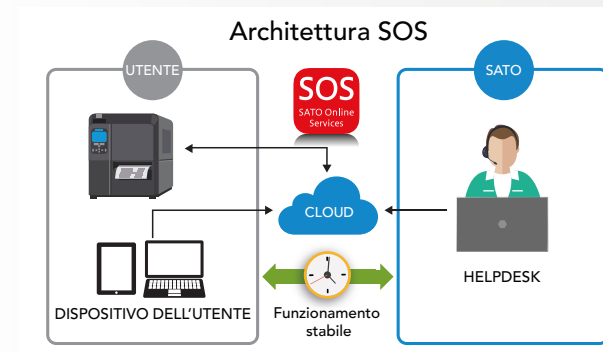 Architettura SOS
UTENTE
SOS
SATO Online
Services
SATO
CLOUD
DISPOSITIVO DELL'UTENTE
Funzionamento
stabile
HELPDESK